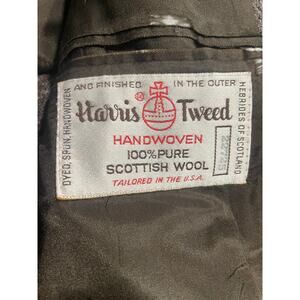 AND FINISHED IN THE OUTER
HEBRIDES OF SCOTLAND
DYED, SPUN, HANDWOVEN
Harris Tweed ®
HANDWOVEN
100% PURE
SCOTTISH WOOL
TAILORED IN THE U.S.A.